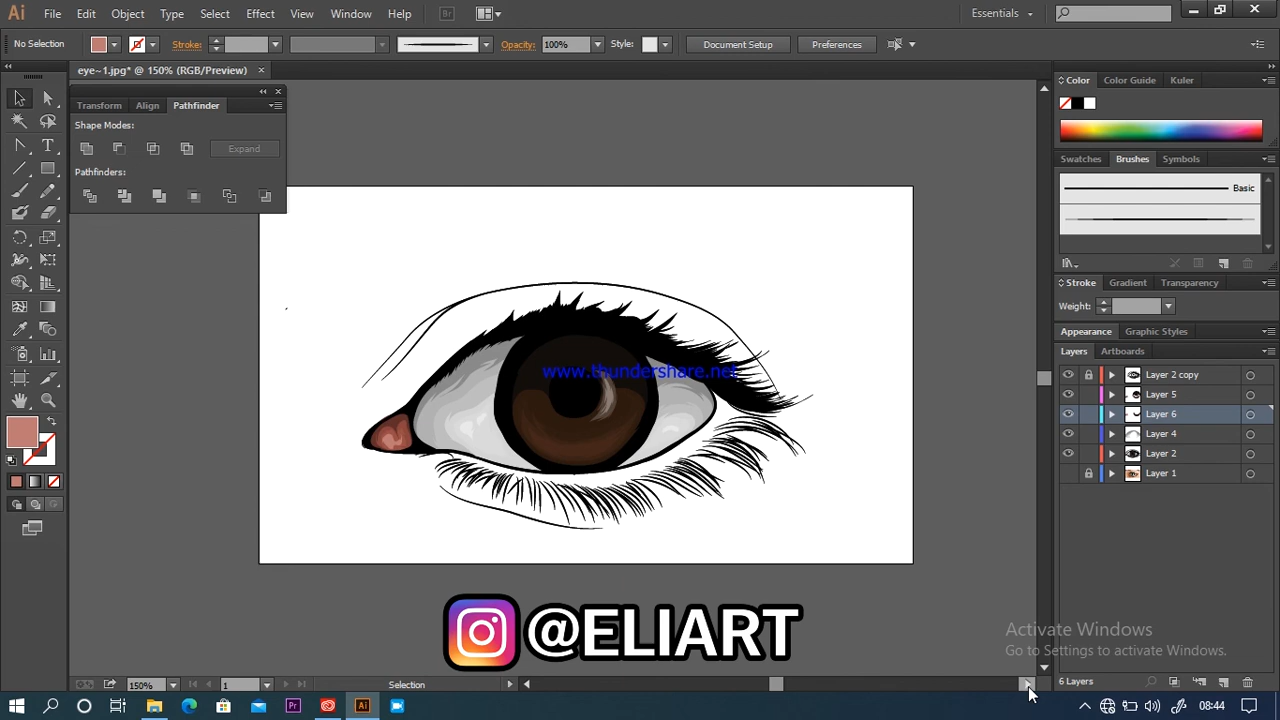 Ai File Edit Object Type Select Effect View Window Help Br Essentials
No Selection Stroke: Opacity: 100% Style: Document Setup Preferences
eye~1.jpg* @ 150% (RGB/Preview)
Transform Align Pathfinder
Shape Modes:
Expand
Pathfinders:
Color Color Guide Kuler
Swatches Brushes Symbols
Basic
Stroke Gradient Transparency
Weight:
Appearance Graphic Styles
Layers Artboards
Layer 2 copy
Layer 5
Layer 6
Layer 4
Layer 2
Layer 1
www.thundershare.net
@ELIART
Activate Windows
Go to Settings to activate Windows.
150% 1 Selection 6 Layers
Pr Ai 08:44